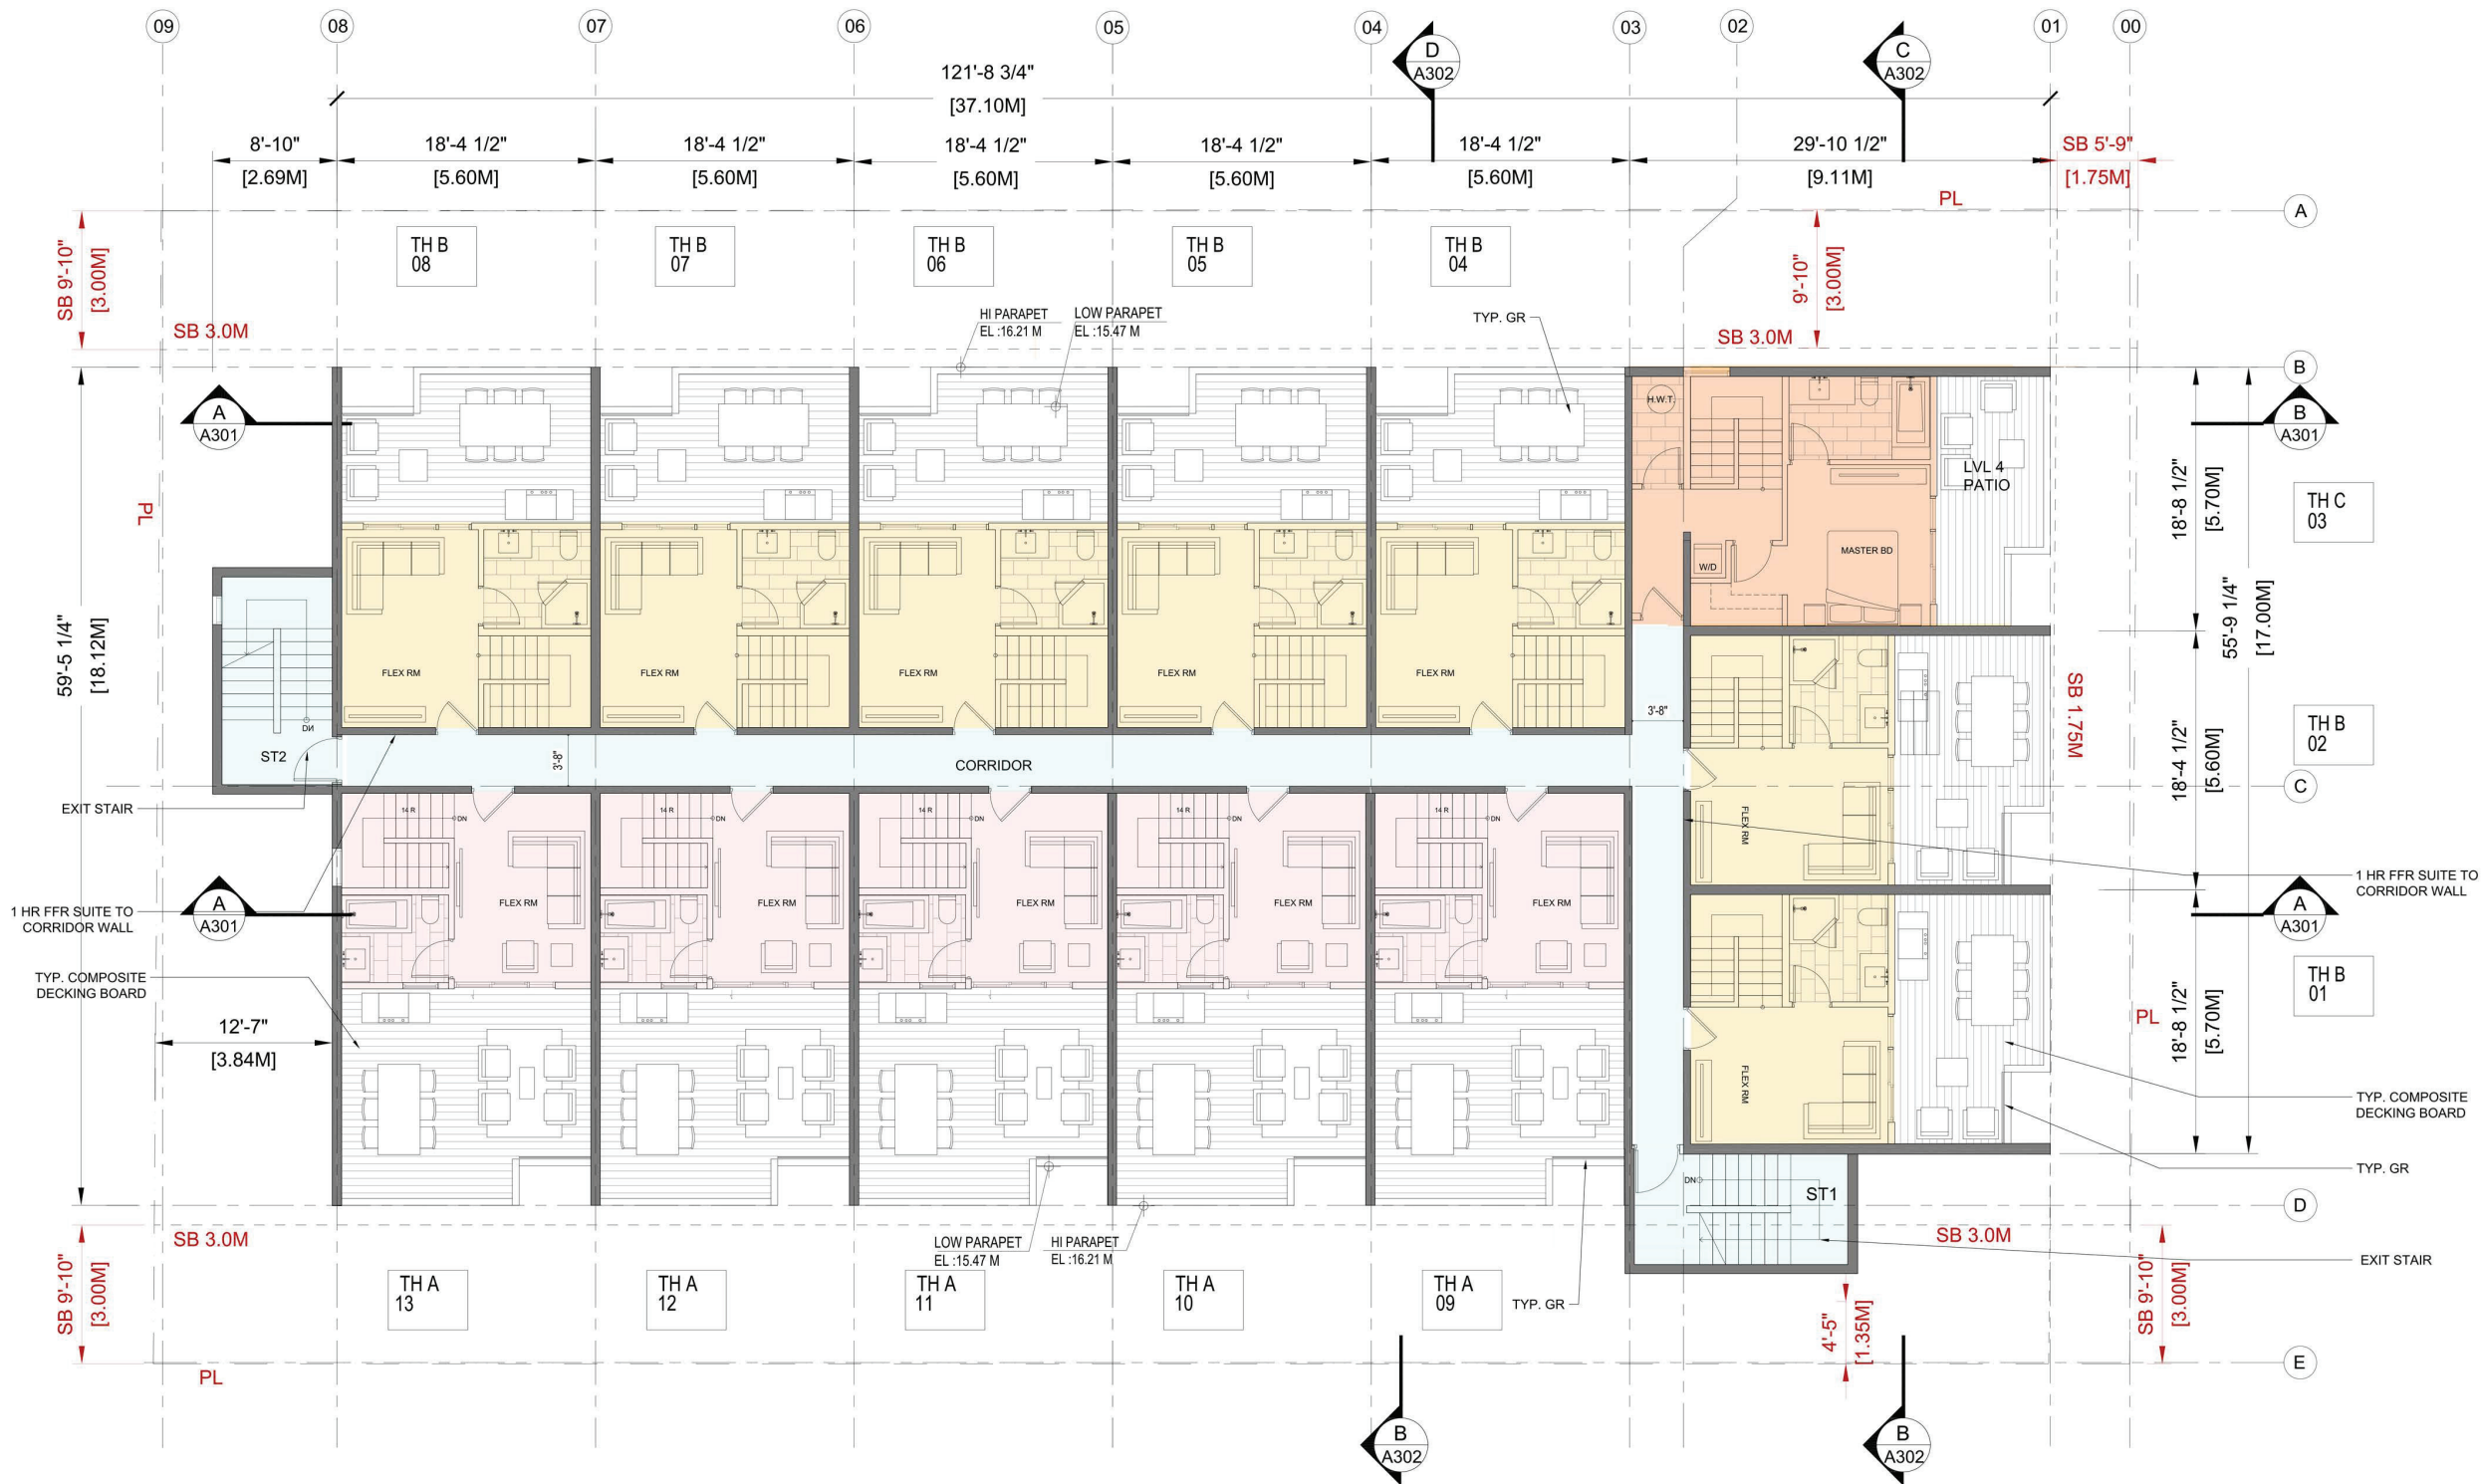 09
08
07
06
05
04
03
02
01
00
D
A302
C
A302
121'-8 3/4"
[37.10M]
8'-10"
[2.69M]
18'-4 1/2"
[5.60M]
18'-4 1/2"
[5.60M]
18'-4 1/2"
[5.60M]
18'-4 1/2"
[5.60M]
18'-4 1/2"
[5.60M]
29'-10 1/2"
[9.11M]
SB 5'-9"
[1.75M]
PL
A
SB 9'-10"
[3.00M]
TH B
08
TH B
07
TH B
06
TH B
05
TH B
04
9'-10"
[3.00M]
SB 3.0M
HI PARAPET
EL :16.21 M
LOW PARAPET
EL :15.47 M
TYP. GR
SB 3.0M
B
A
A301
B
A301
H.W.T.
LVL 4
PATIO
18'-8 1/2"
[5.70M]
TH C
03
PL
MASTER BD
W/D
59'-5 1/4"
[18.12M]
55'-9 1/4"
[17.00M]
FLEX RM
FLEX RM
FLEX RM
FLEX RM
FLEX RM
SB 1.75M
3'-8"
TH B
02
DN
ST2
3'-8"
CORRIDOR
18'-4 1/2"
[5.60M]
C
EXIT STAIR
14 R
DN
14 R
DN
14 R
DN
14 R
DN
14 R
DN
FLEX RM
1 HR FFR SUITE TO
CORRIDOR WALL
1 HR FFR SUITE TO
CORRIDOR WALL
A
A301
FLEX RM
FLEX RM
FLEX RM
FLEX RM
FLEX RM
A
A301
TYP. COMPOSITE
DECKING BOARD
TH B
01
12'-7"
[3.84M]
PL
18'-8 1/2"
[5.70M]
FLEX RM
TYP. COMPOSITE
DECKING BOARD
TYP. GR
DN
ST1
D
SB 3.0M
LOW PARAPET
EL :15.47 M
HI PARAPET
EL :16.21 M
SB 3.0M
EXIT STAIR
SB 9'-10"
[3.00M]
TH A
13
TH A
12
TH A
11
TH A
10
TH A
09
TYP. GR
4'-5"
[1.35M]
SB 9'-10"
[3.00M]
PL
E
B
A302
B
A302